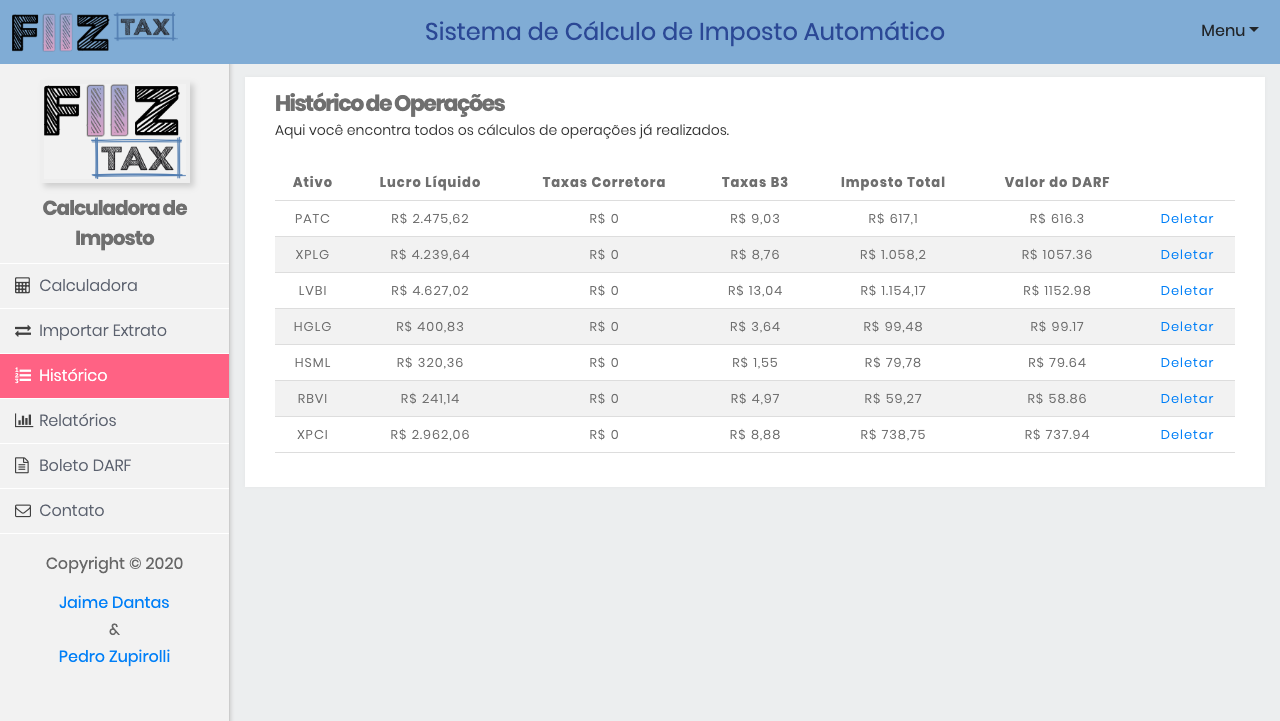 FIIZ TAX
Sistema de Cálculo de Imposto Automático
Menu
FIIZ
TAX
Calculadora de
Imposto
Calculadora
Importar Extrato
Histórico
Relatórios
Boleto DARF
Contato
Copyright © 2020
Jaime Dantas
&
Pedro Zupirolli
Histórico de Operações
Aqui você encontra todos os cálculos de operações já realizados.
Ativo Lucro Líquido Taxas Corretora Taxas B3 Imposto Total Valor do DARF
PATC R$ 2.475,62 R$ 0 R$ 9,03 R$ 617,1 R$ 616.3 Deletar
XPLG R$ 4.239,64 R$ 0 R$ 8,76 R$ 1.058,2 R$ 1057.36 Deletar
LVBI R$ 4.627,02 R$ 0 R$ 13,04 R$ 1.154,17 R$ 1152.98 Deletar
HGLG R$ 400,83 R$ 0 R$ 3,64 R$ 99,48 R$ 99.17 Deletar
HSML R$ 320,36 R$ 0 R$ 1,55 R$ 79,78 R$ 79.64 Deletar
RBVI R$ 241,14 R$ 0 R$ 4,97 R$ 59,27 R$ 58.86 Deletar
XPCI R$ 2.962,06 R$ 0 R$ 8,88 R$ 738,75 R$ 737.94 Deletar